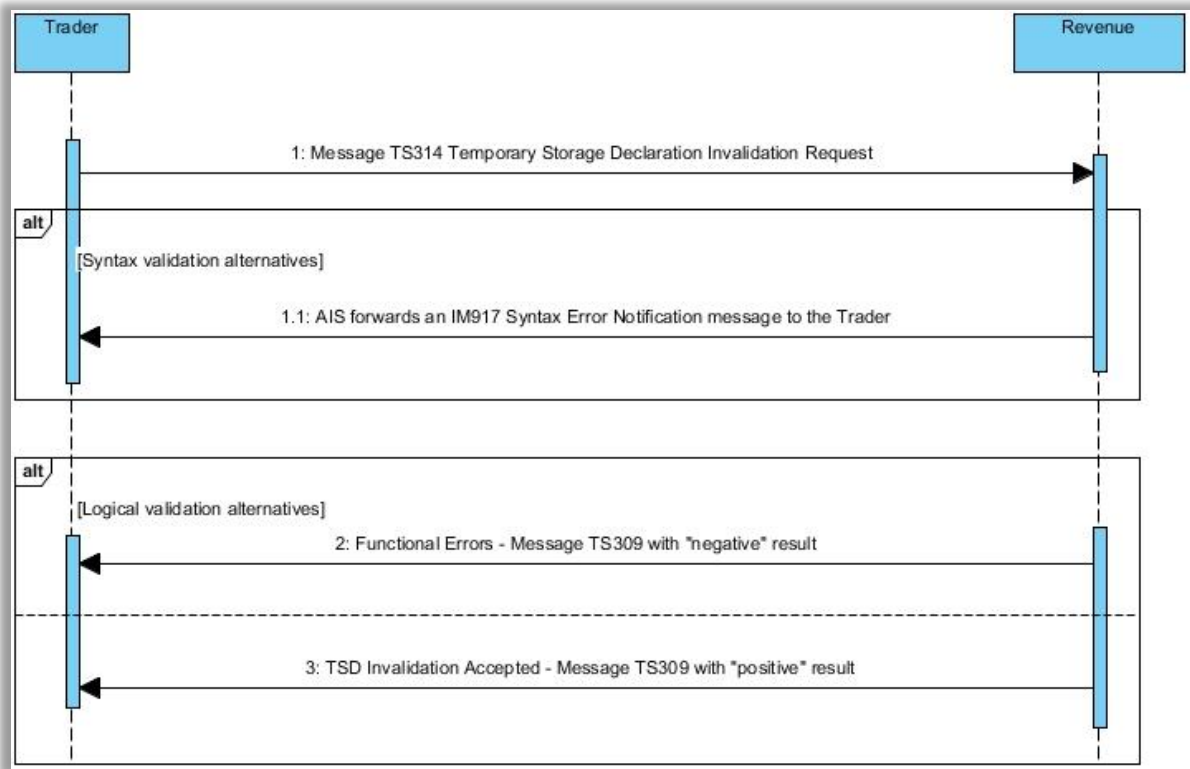 Trader
Revenue
1: Message TS314 Temporary Storage Declaration Invalidation Request
alt
[Syntax validation alternatives]
1.1: AIS forwards an IM917 Syntax Error Notification message to the Trader
alt
[Logical validation alternatives]
2: Functional Errors - Message TS309 with "negative" result
3: TSD Invalidation Accepted - Message TS309 with "positive" result